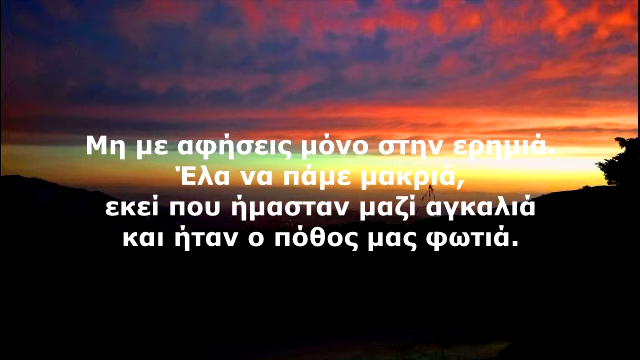 Μη με αφήσεις μόνο στην ερημιά.
Έλα να πάμε μακριά,
εκεί που ήμασταν μαζί αγκαλιά
και ήταν ο πόθος μας φωτιά.